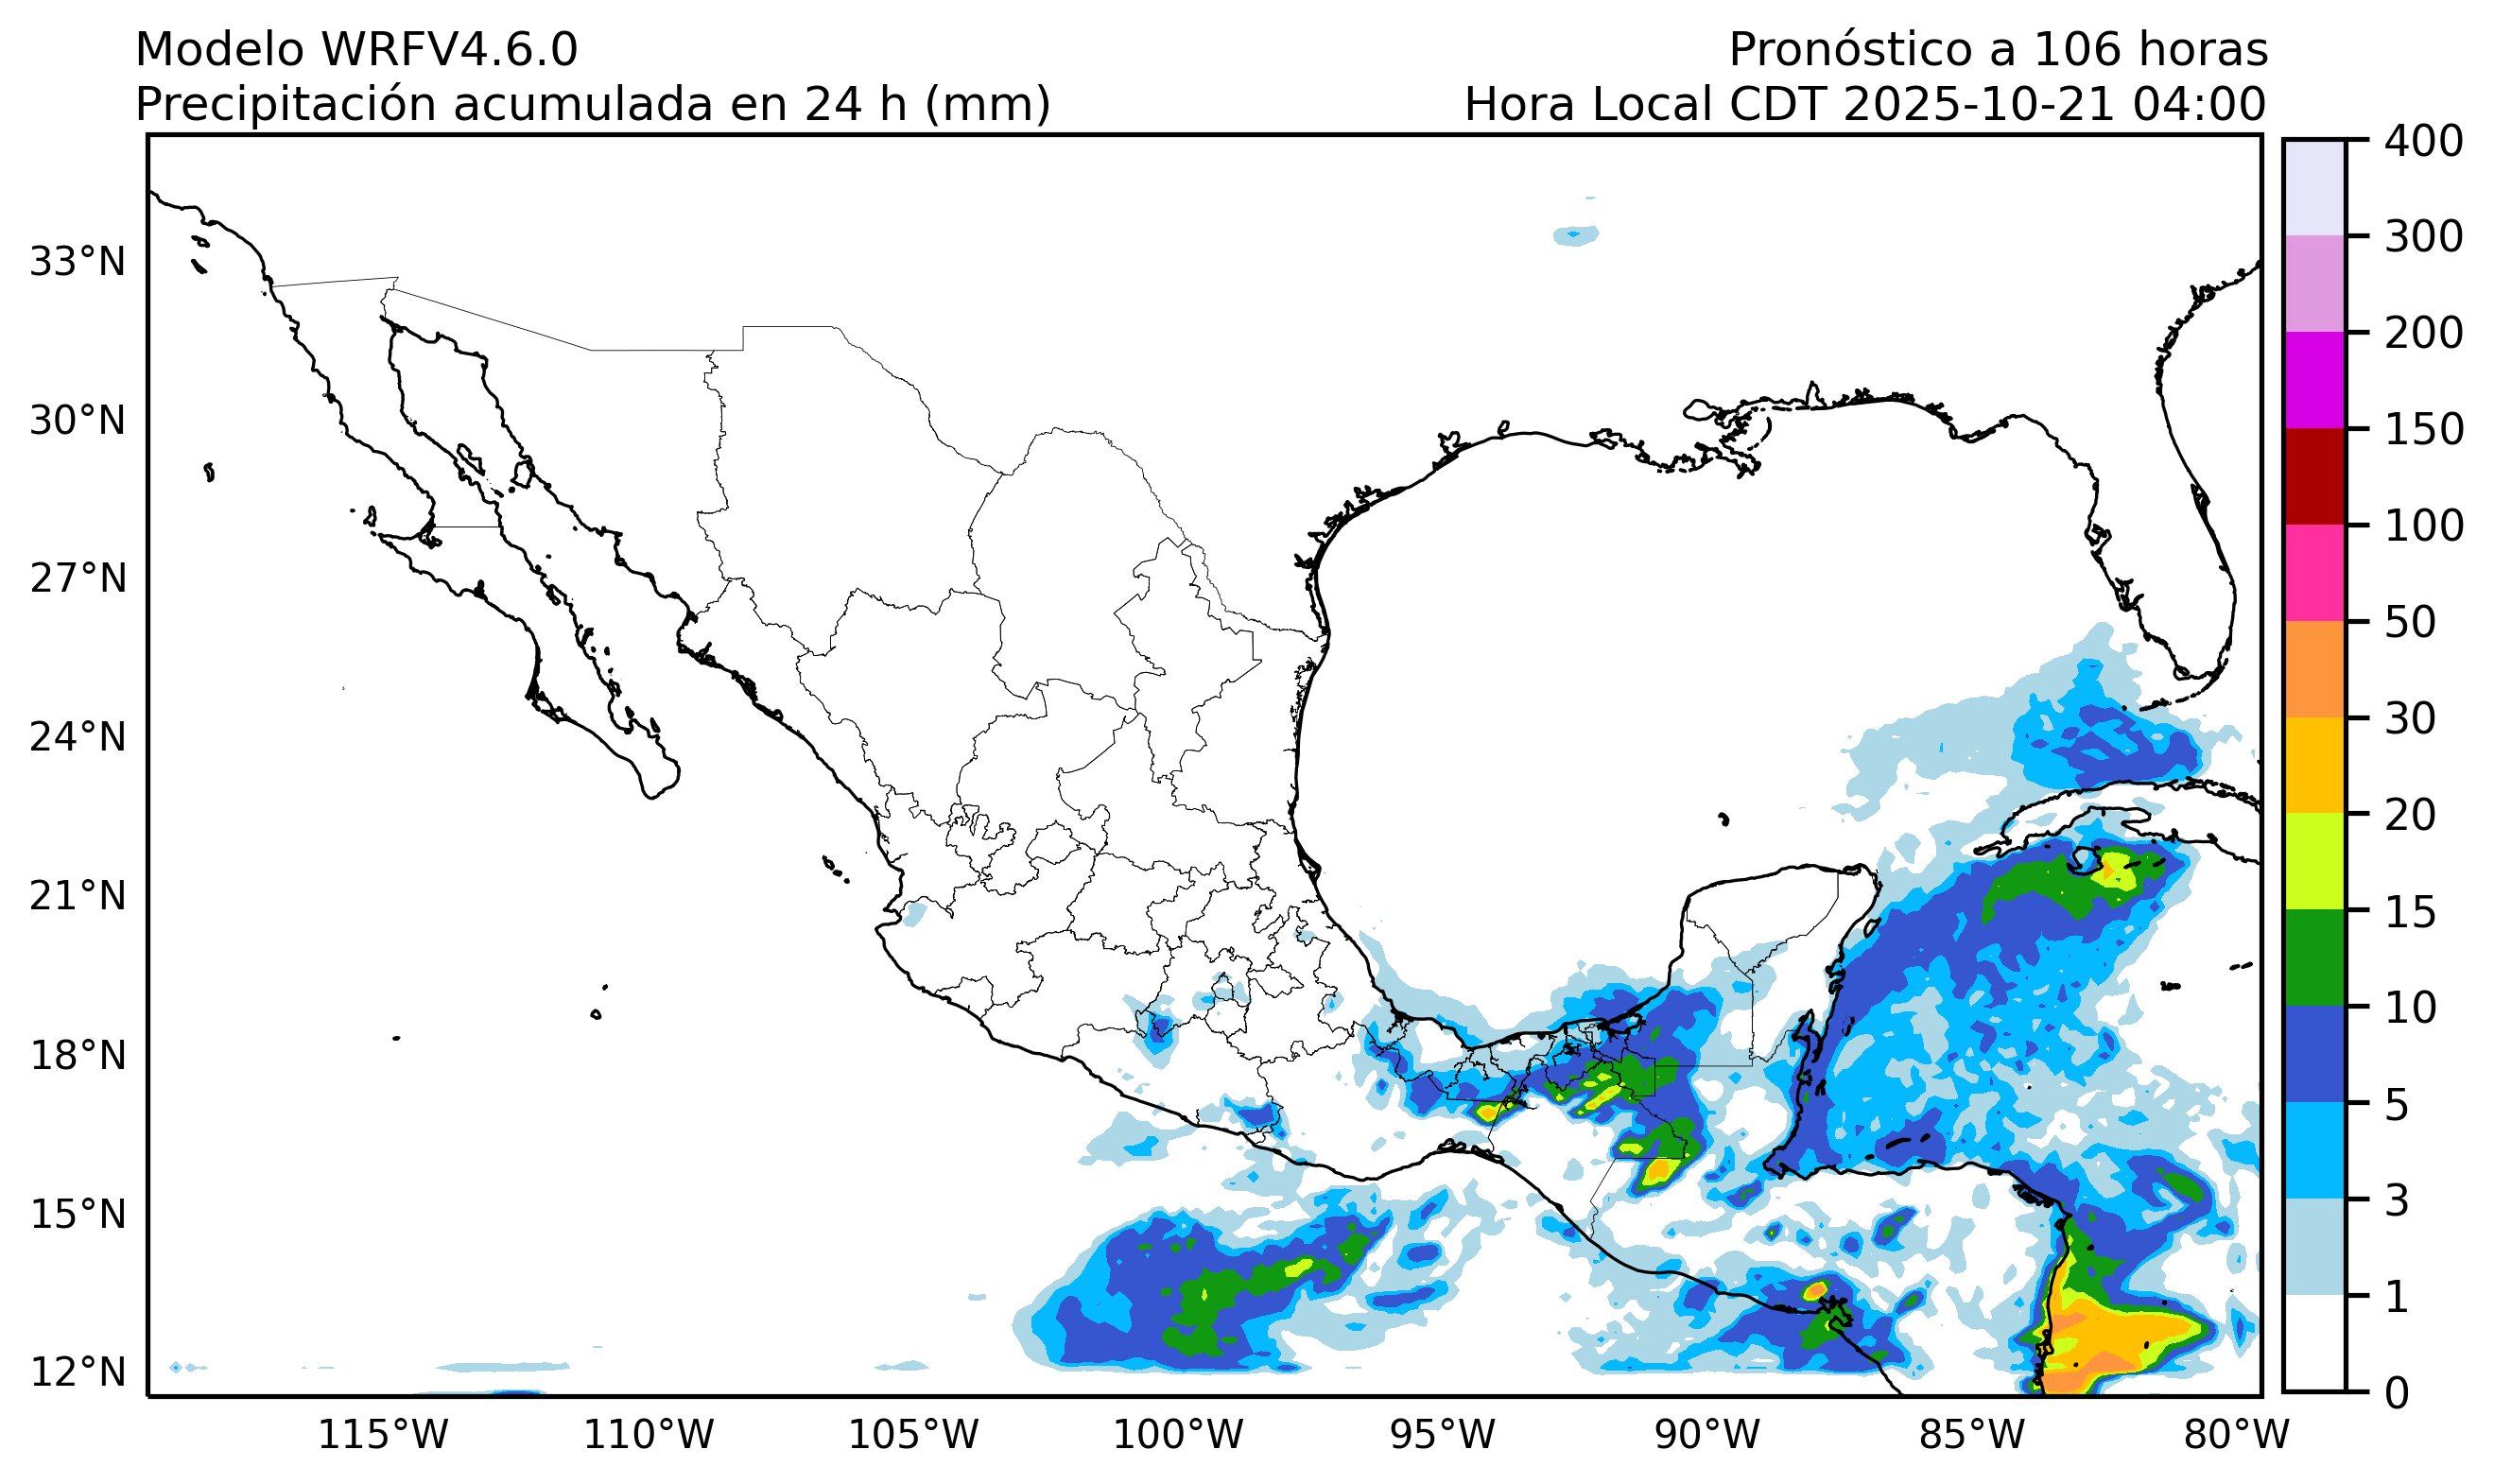 Modelo WRFV4.6.0
Pronóstico a 106 horas
Precipitación acumulada en 24 h (mm)
Hora Local CDT 2025-10-21 04:00
33°N
30°N
27°N
24°N
21°N
18°N
15°N
12°N
115°W
110°W
105°W
100°W
95°W
90°W
85°W
80°W
400
300
200
150
100
50
30
20
15
10
5
3
1
0